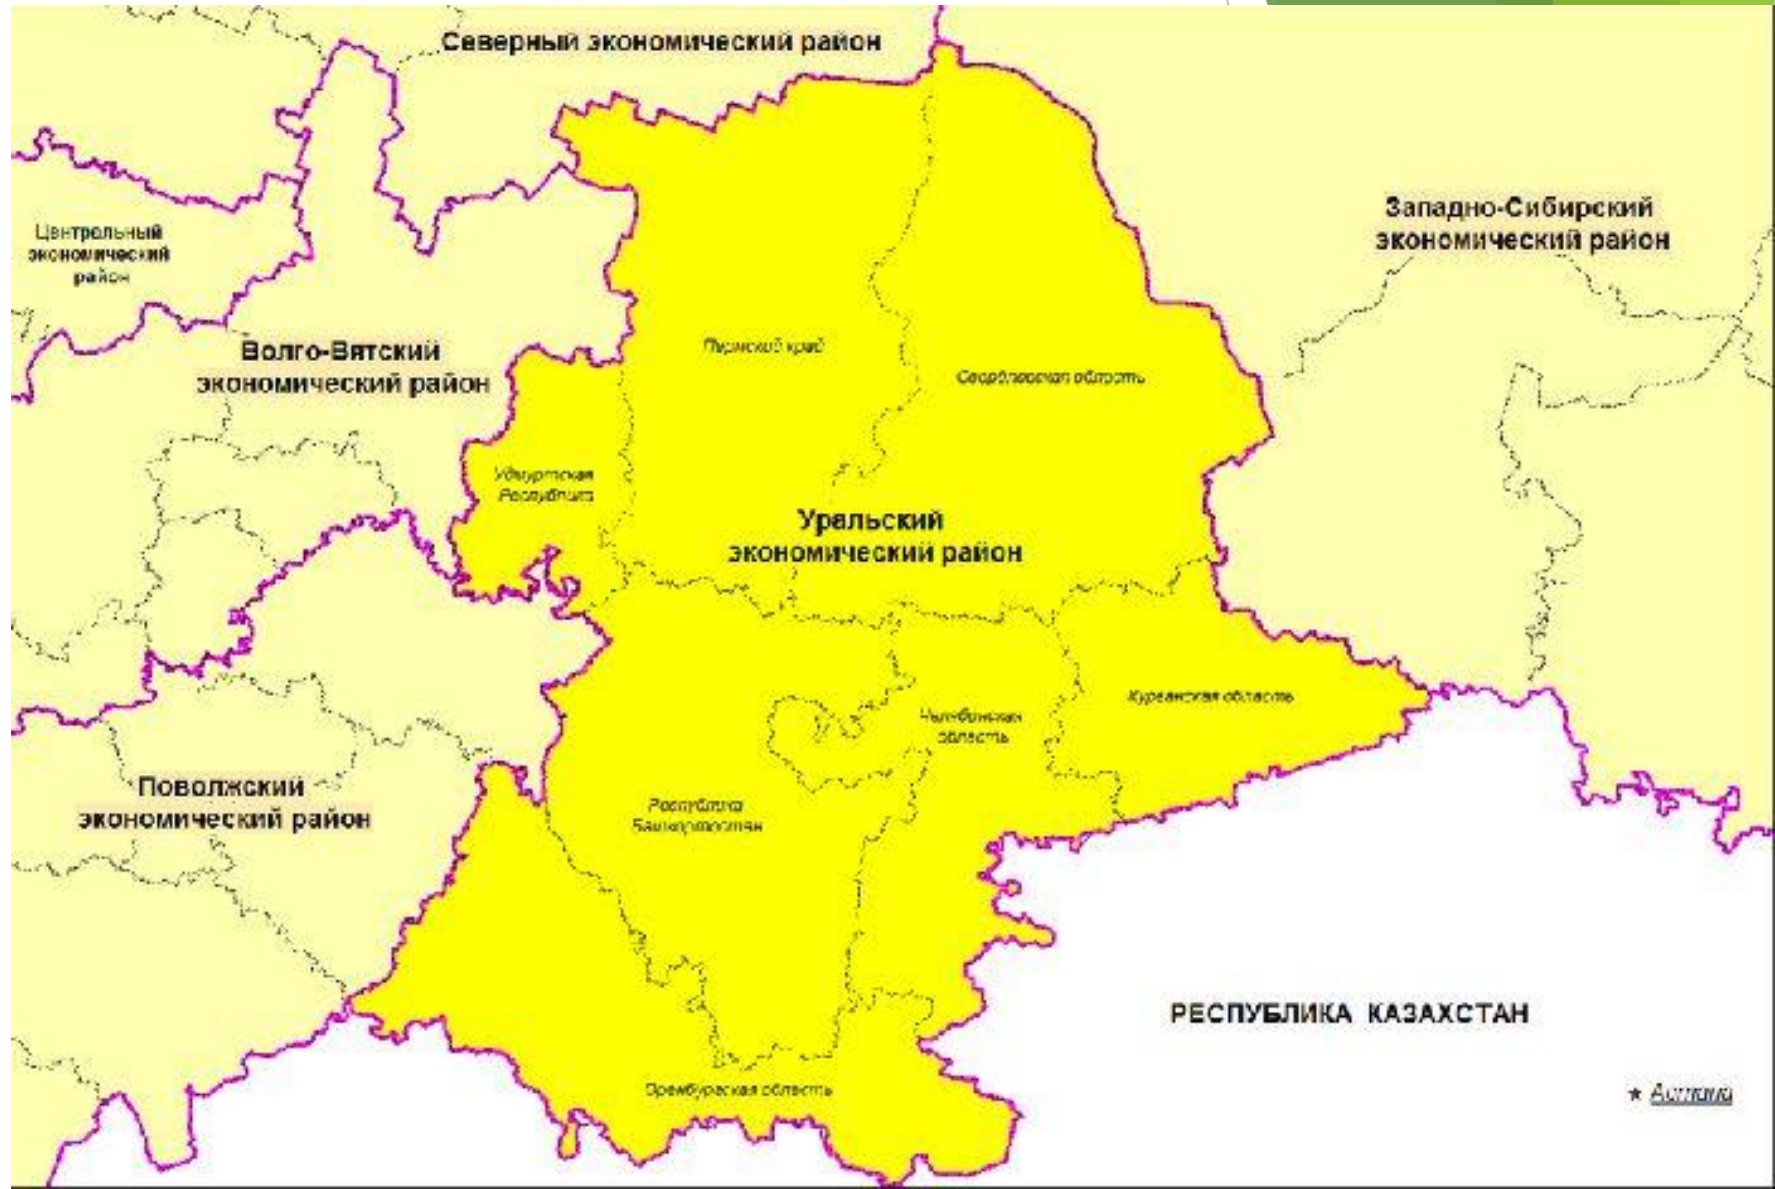 Северный экономический район
Западно-Сибирский
экономический район
Центральный
экономический
район
Волго-Вятский
экономический район
Пермский край
Свердловская область
Удмуртская
Республика
Уральский
экономический район
Курганская область
Челябинская
область
Поволжский
экономический район
Республика
Башкортостан
РЕСПУБЛИКА КАЗАХСТАН
Оренбургская область
Астана